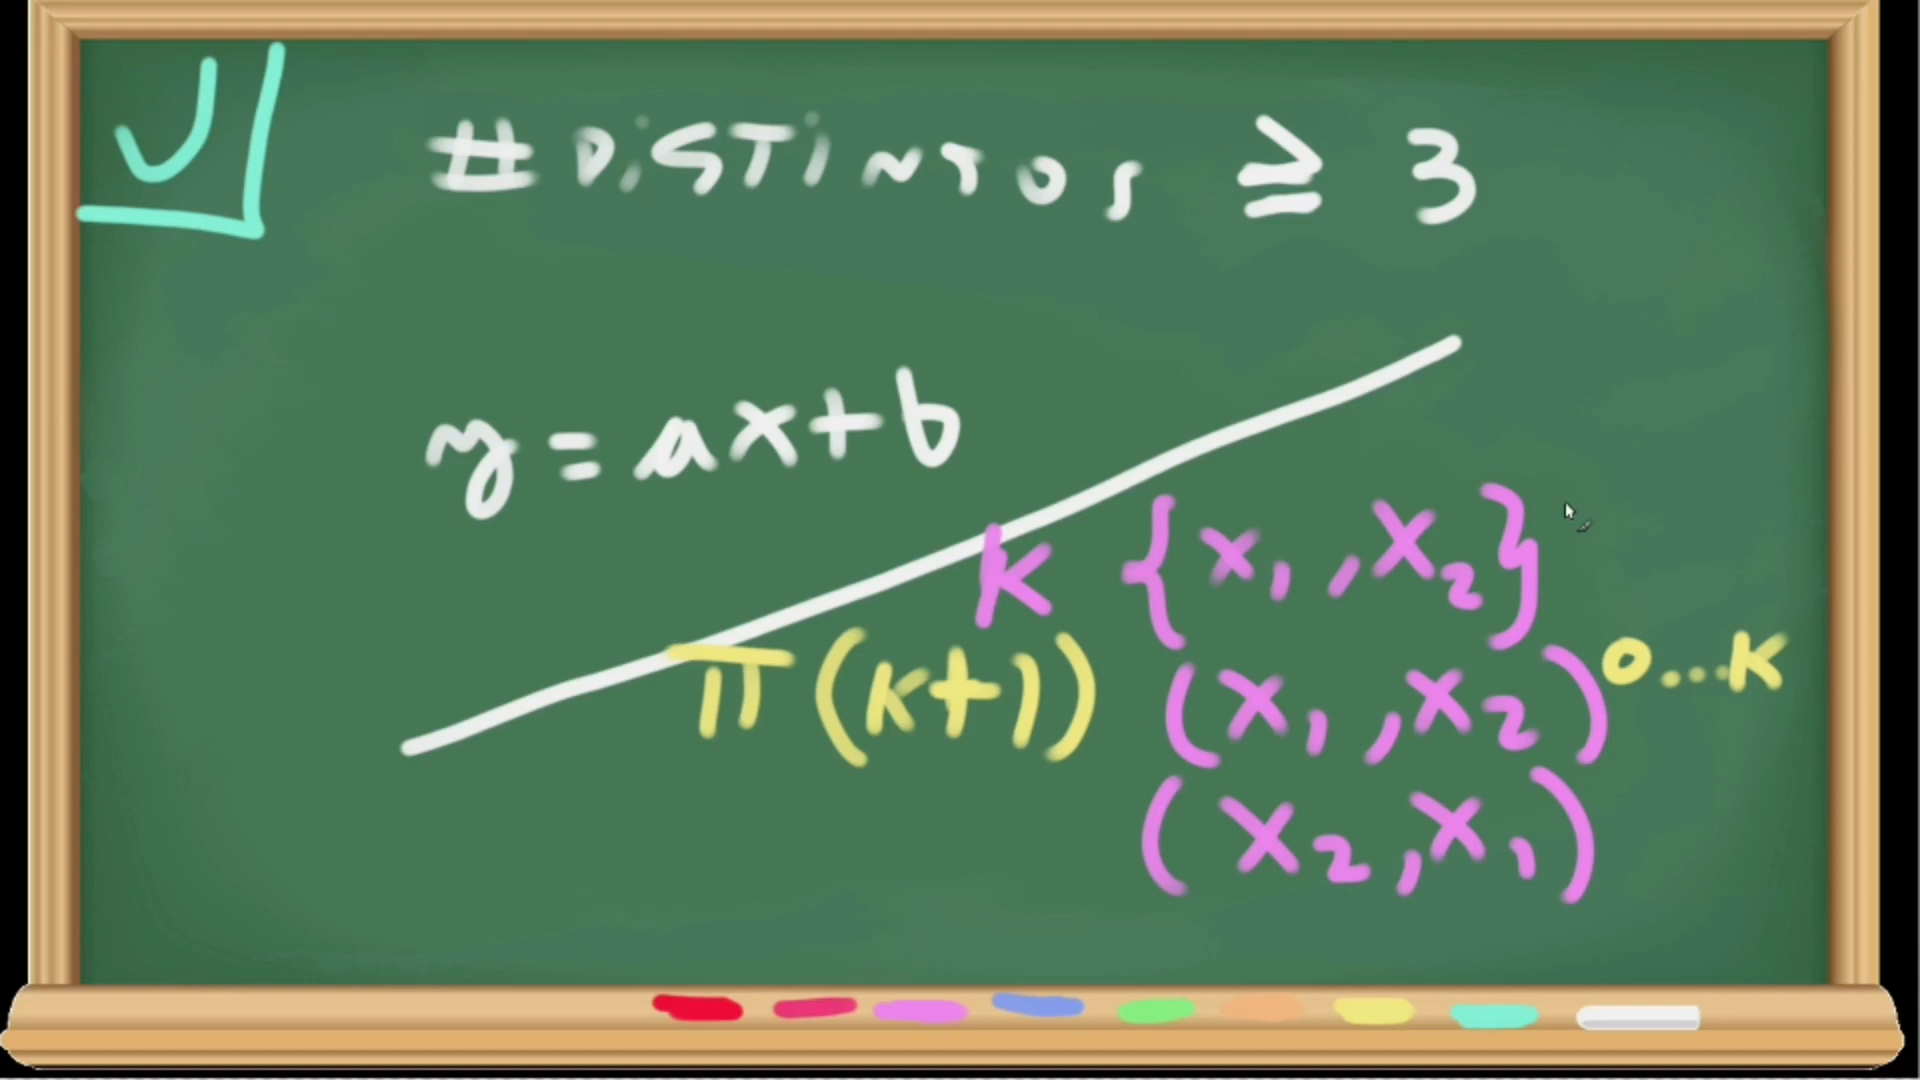 J
# DiSTiNTOS ≥ 3
y = ax+b
K {x₁, x₂}
π(K+1) (x₁, x₂) 0...K
(x₂, x₁)